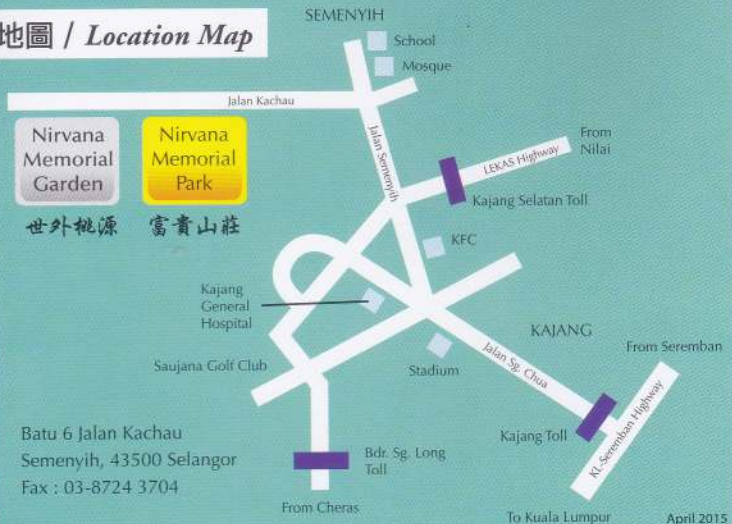 地圖 / Location Map
SEMENYIH
School
Mosque
Jalan Kachau
Nirvana
Memorial
Garden
世外桃源
Nirvana
Memorial
Park
富貴山莊
Jalan Semenyih
LEKAS Highway
From
Nilai
Kajang Selatan Toll
KFC
Kajang
General
Hospital
KAJANG
Saujana Golf Club
Stadium
Jalan Sg. Chua
From Seremban
Kajang Toll
KL-Seremban Highway
Bdr. Sg. Long
Toll
Batu 6 Jalan Kachau
Semenyih, 43500 Selangor
Fax : 03-8724 3704
From Cheras
To Kuala Lumpur
April 2015